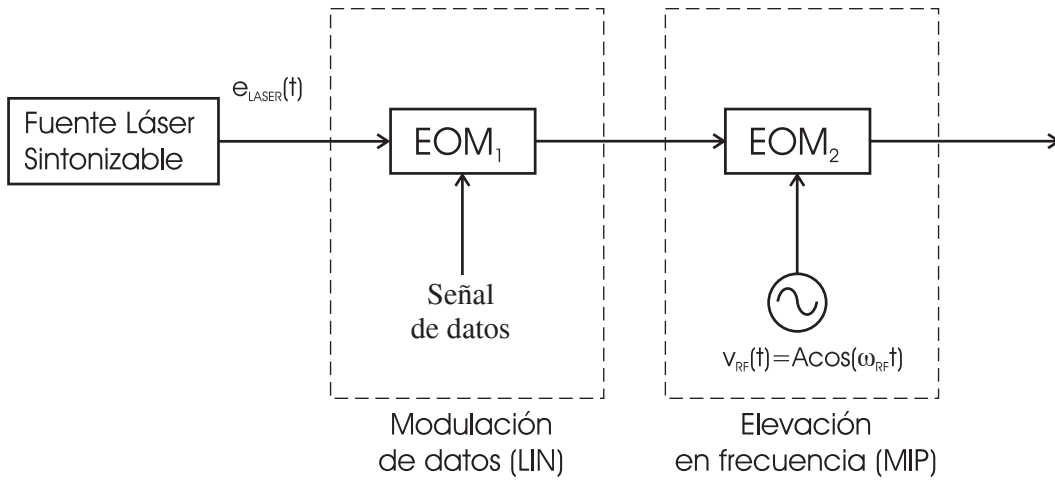 e_LASER(t)
Fuente Láser
Sintonizable
EOM₁
EOM₂
Señal
de datos
v_RF(t)=Acos(ω_RFt)
Modulación
de datos (LIN)
Elevación
en frecuencia (MIP)